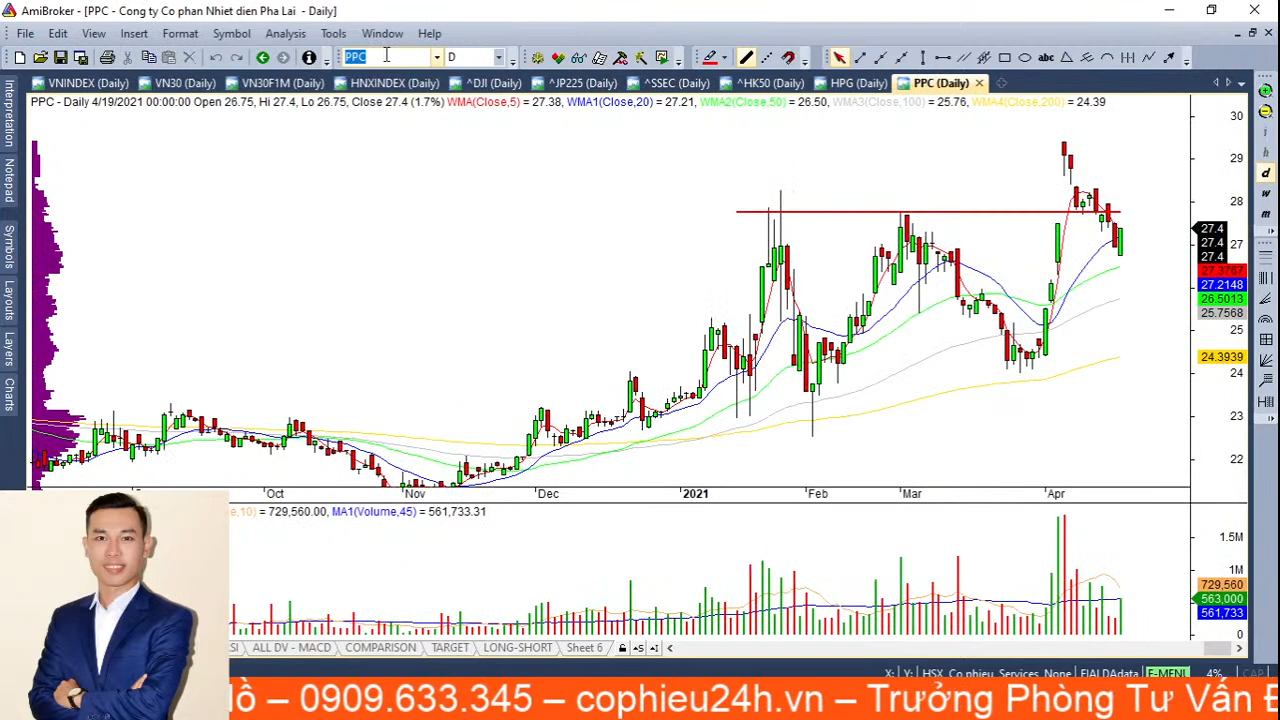 AmiBroker - [PPC - Cong ty Co phan Nhiet dien Pha Lai - Daily]
File Edit View Insert Format Symbol Analysis Tools Window Help
PPC D
VNINDEX (Daily) VN30 (Daily) VN30F1M (Daily) HNXINDEX (Daily) ^DJI (Daily) ^JP225 (Daily) ^SSEC (Daily) ^HK50 (Daily) HPG (Daily) PPC (Daily)
PPC - Daily 4/19/2021 00:00:00 Open 26.75, Hi 27.4, Lo 26.75, Close 27.4 (1.7%) WMA(Close,5) = 27.38, WMA1(Close,20) = 27.21, WMA2(Close,50) = 26.50, WMA3(Close,100) = 25.76, WMA4(Close,200) = 24.39
Interpretation
Notepad
Symbols
Layouts
Layers
Charts
30
29
28
27.4
27
27.4
27.4
27.3767
27.2148
26.5013
25.7568
25
24.3939
24
23
22
Oct Nov Dec 2021 Feb Mar Apr
= 729,560.00, MA1(Volume,45) = 561,733.31
1.5M
1M
729,560
563,000
561,733
0
ALL DV - MACD COMPARISON TARGET LONG-SHORT Sheet 6
X: Y: HSX, Co phieu, Services, None FIALDAdata E-MENU 4% CAP
– 0909.633.345 – cophieu24h.vn – Trưởng Phòng Tư Vấn